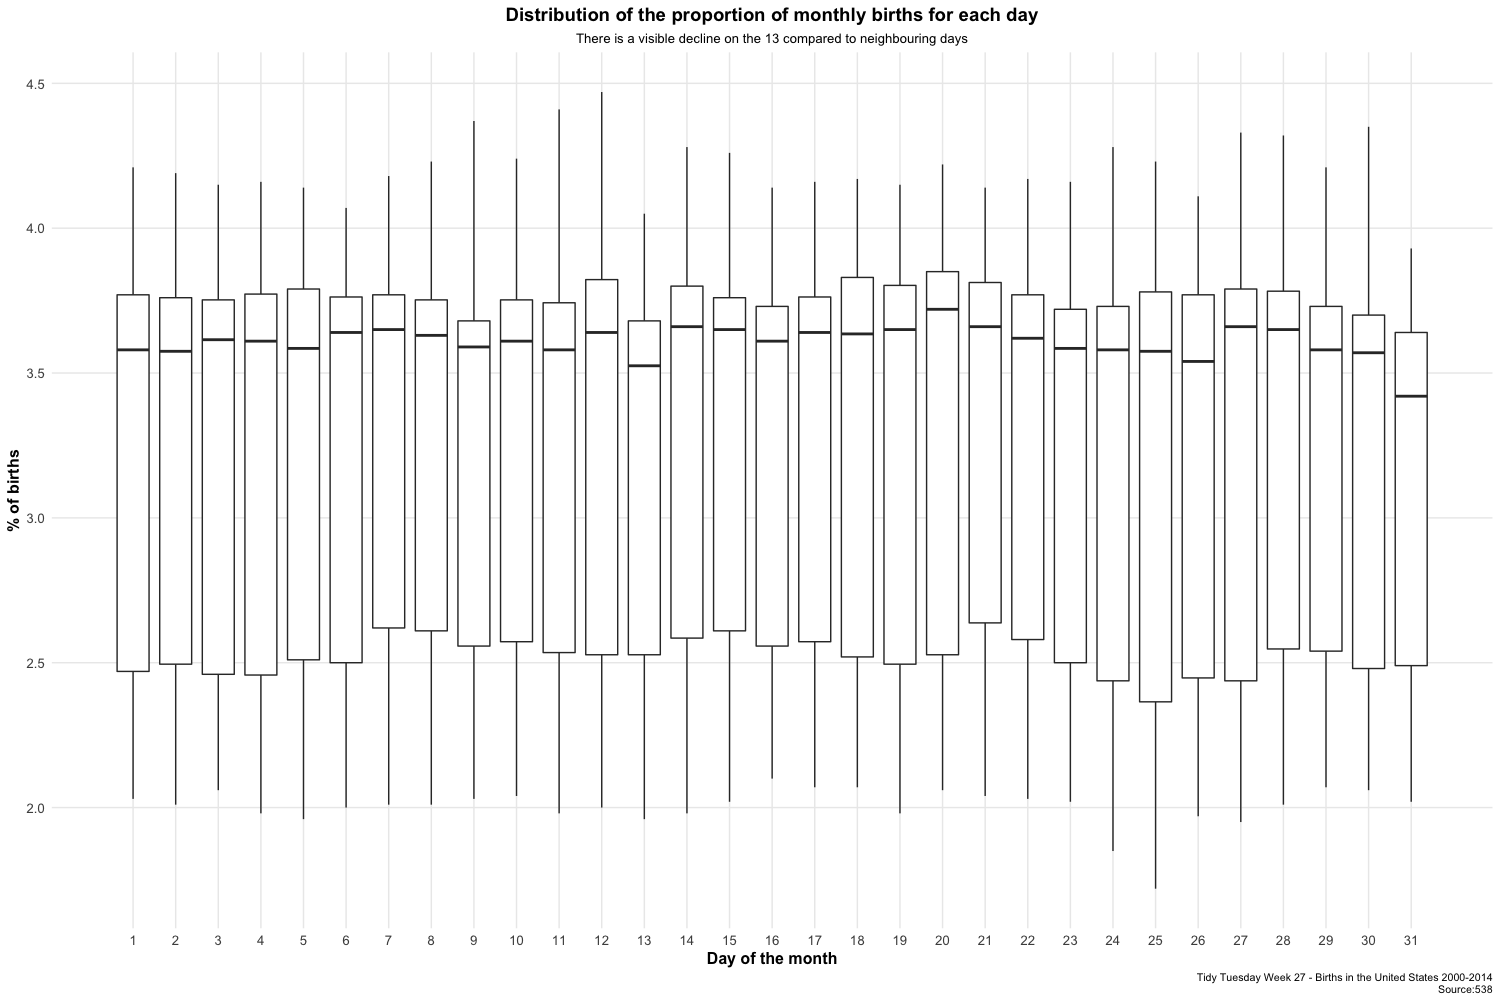 Distribution of the proportion of monthly births for each day
There is a visible decline on the 13 compared to neighbouring days
4.5
4.0
3.5
3.0
2.5
2.0
% of births
1 2 3 4 5 6 7 8 9 10 11 12 13 14 15 16 17 18 19 20 21 22 23 24 25 26 27 28 29 30 31
Day of the month
Tidy Tuesday Week 27 - Births in the United States 2000-2014
Source:538